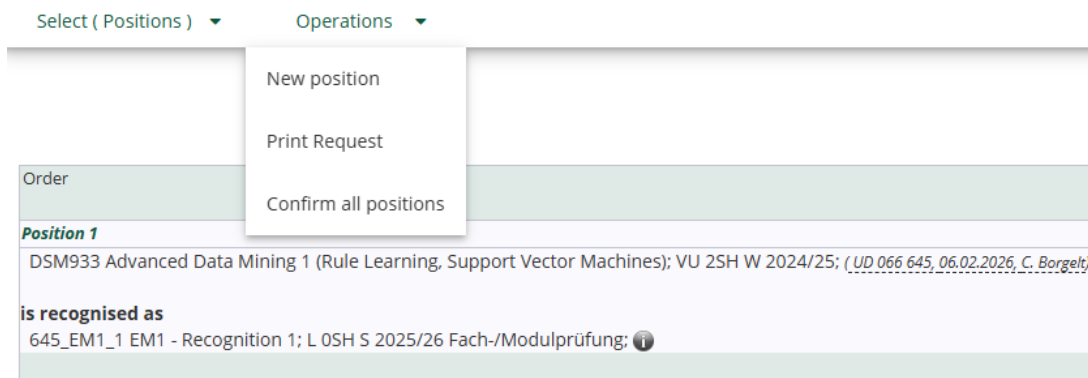 Select ( Positions )
Operations
New position
Print Request
Confirm all positions
Order
Position 1
DSM933 Advanced Data Mining 1 (Rule Learning, Support Vector Machines); VU 2SH W 2024/25; ( UD 066 645, 06.02.2026, C. Borgelt)
is recognised as
645_EM1_1 EM1 - Recognition 1; L 0SH S 2025/26 Fach-/Modulprüfung; i